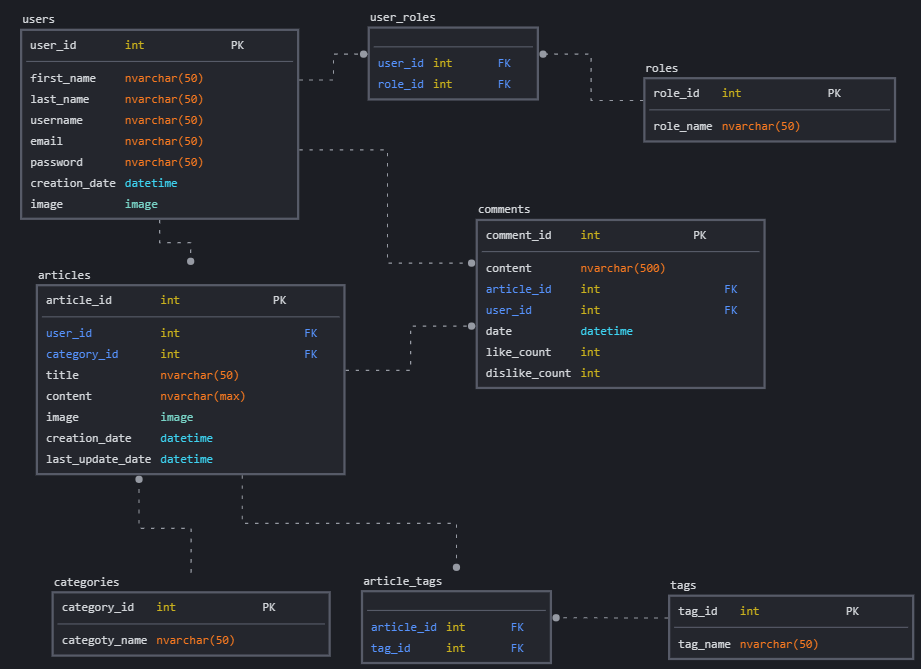 users
user_id int PK
first_name nvarchar(50)
last_name nvarchar(50)
username nvarchar(50)
email nvarchar(50)
password nvarchar(50)
creation_date datetime
image image
user_roles
user_id int FK
role_id int FK
roles
role_id int PK
role_name nvarchar(50)
comments
comment_id int PK
content nvarchar(500)
article_id int FK
user_id int FK
date datetime
like_count int
dislike_count int
articles
article_id int PK
user_id int FK
category_id int FK
title nvarchar(50)
content nvarchar(max)
image image
creation_date datetime
last_update_date datetime
categories
category_id int PK
categoty_name nvarchar(50)
article_tags
article_id int FK
tag_id int FK
tags
tag_id int PK
tag_name nvarchar(50)